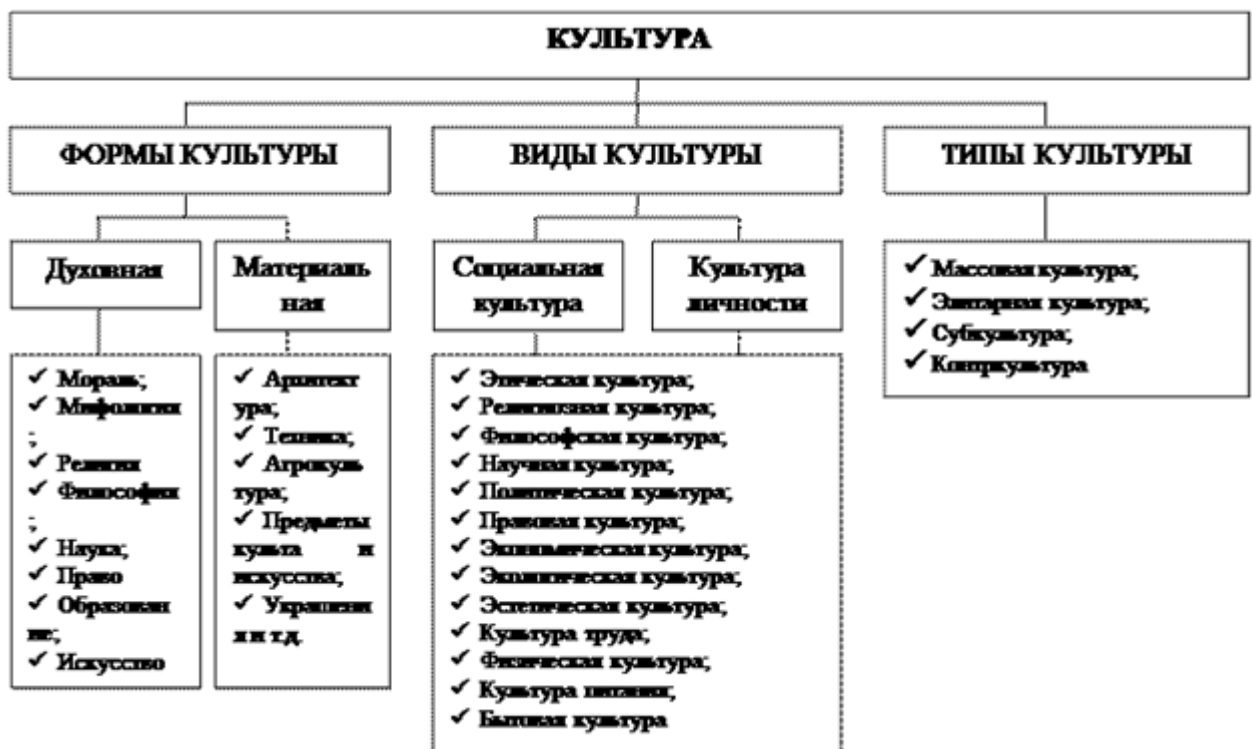 КУЛЬТУРА
ФОРМЫ КУЛЬТУРЫ
ВИДЫ КУЛЬТУРЫ
ТИПЫ КУЛЬТУРЫ
Духовная
Материаль
ная
Социальная
культура
Культура
личности
✓ Массовая культура;
✓ Элитарная культура;
✓ Субкультура;
✓ Контркультура
✓ Мораль;
✓ Мифология
;
✓ Религия
✓ Философия
;
✓ Наука;
✓ Право
✓ Образован
ие;
✓ Искусство
✓ Архитект
ура;
✓ Техника;
✓ Агрокуль
тура;
✓ Предметы
культа и
искусства;
✓ Украшени
я и т.д.
✓ Этическая культура;
✓ Религиозная культура;
✓ Философская культура;
✓ Научная культура;
✓ Политическая культура;
✓ Правовая культура;
✓ Экономическая культура;
✓ Экологическая культура;
✓ Эстетическая культура;
✓ Культура труда;
✓ Физическая культура;
✓ Культура питания;
✓ Бытовая культура